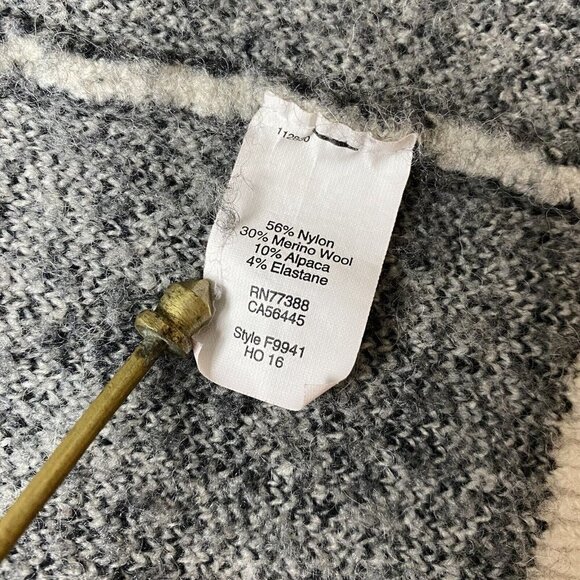 56% Nylon
30% Merino Wool
10% Alpaca
4% Elastane
RN77388
CA56445
Style F9941
HO 16